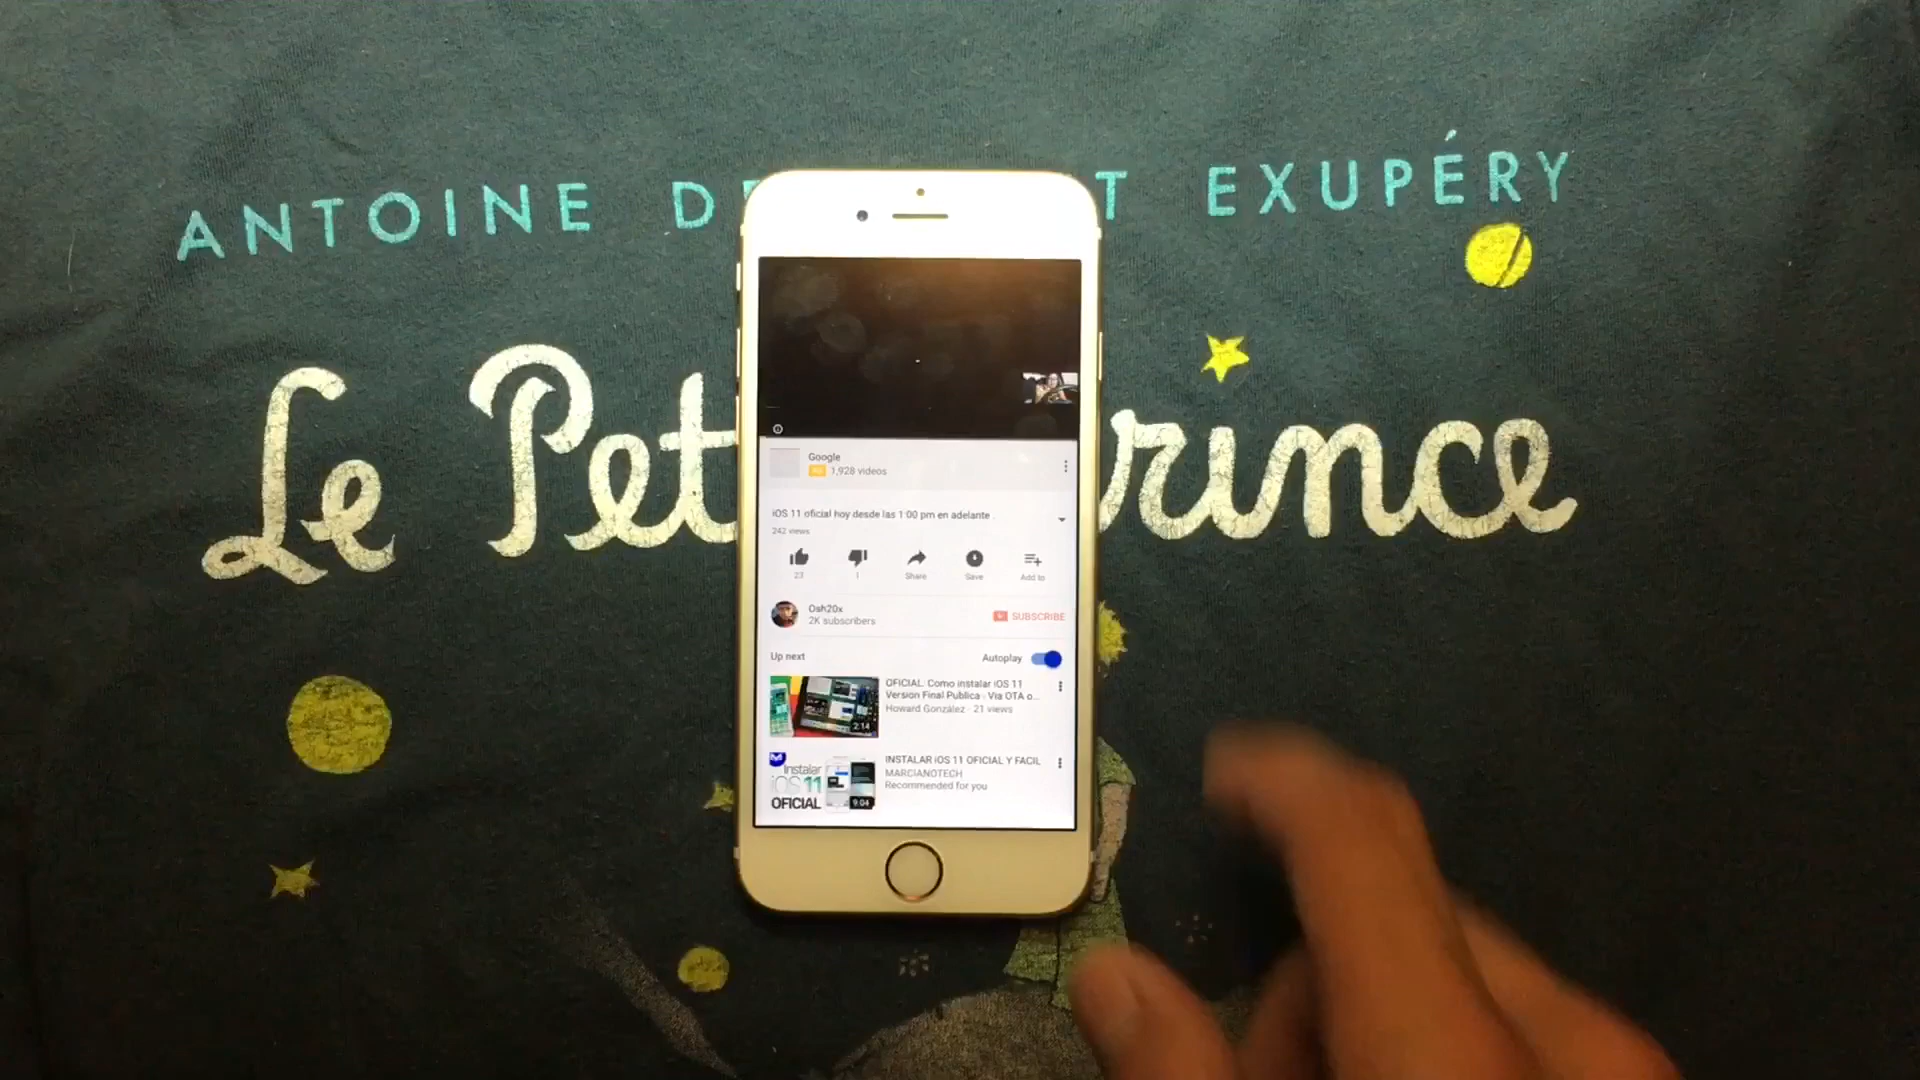 ANTOINE DE T EXUPÉRY
Le Pet rince
Google
Ad 1,928 videos
iOS 11 oficial hoy desde las 1:00 pm en adelante .
242 views
23
1
Share
Save
Add to
Osh20x
2K subscribers
SUBSCRIBE
Up next
Autoplay
OFICIAL: Como instalar iOS 11
Version Final Publica - Via OTA o...
Howard González · 21 views
2:14
INSTALAR iOS 11 OFICIAL Y FACIL
MARCIANOTECH
Recommended for you
Instalar
iOS 11
OFICIAL
9:04